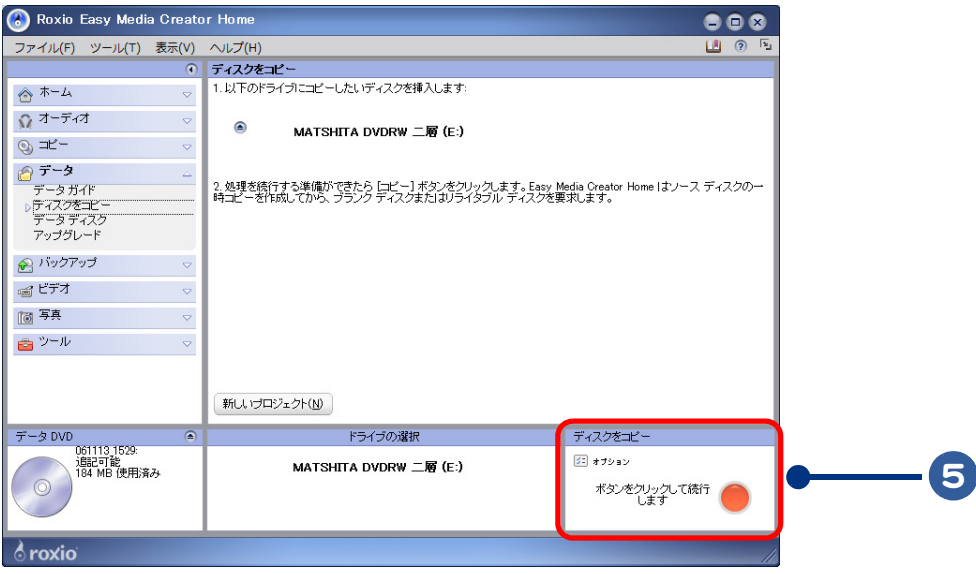 Roxio Easy Media Creator Home
ファイル(F) ツール(T) 表示(V) ヘルプ(H)
ホーム
オーディオ
コピー
データ
データ ガイド
ディスクをコピー
データ ディスク
アップグレード
バックアップ
ビデオ
写真
ツール
ディスクをコピー
1. 以下のドライブにコピーしたいディスクを挿入します:
MATSHITA DVDRW 二層 (E:)
2. 処理を続行する準備ができたら [コピー] ボタンをクリックします。Easy Media Creator Home はソース ディスクの一
時コピーを作成してから、ブランク ディスクまたはリライタブル ディスクを要求します。
新しいプロジェクト(N)
データ DVD
061113_1529:
追記可能
184 MB 使用済み
ドライブの選択
MATSHITA DVDRW 二層 (E:)
ディスクをコピー
オプション
ボタンをクリックして続行
します
5
roxio